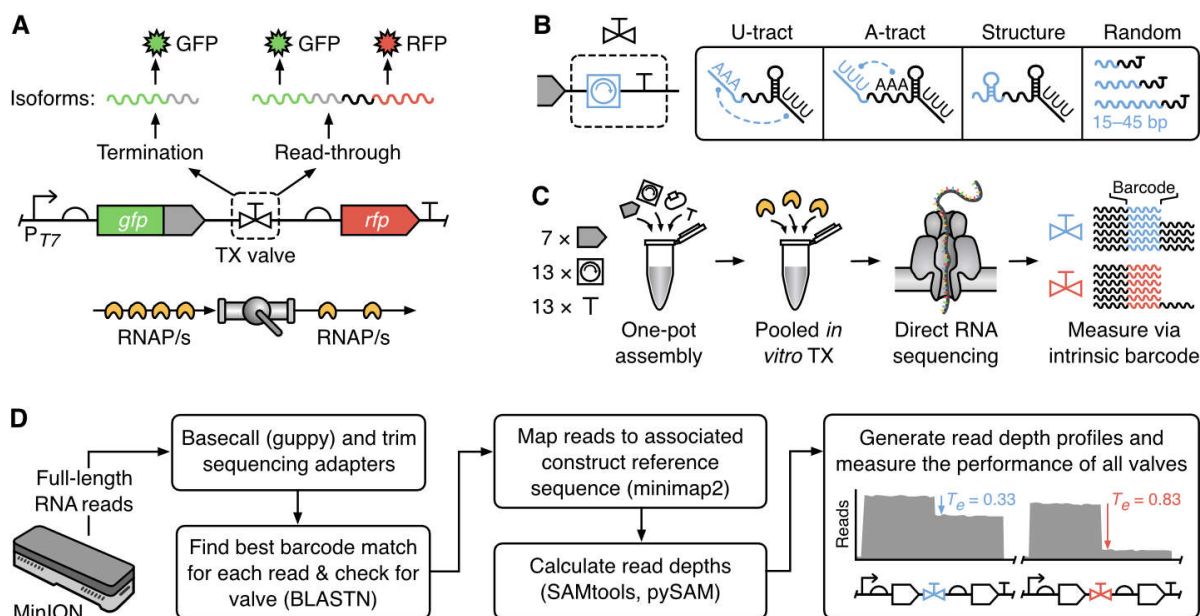 A
GFP
GFP
RFP
Isoforms:
Termination
Read-through
P T7
gfp
rfp
TX valve
RNAP/s
RNAP/s
B
U-tract
A-tract
Structure
Random
AAA
UUU
UUU
AAA
UUU
UUU
15–45 bp
C
7 ×
13 ×
13 × T
One-pot
assembly
Pooled in
vitro TX
Direct RNA
sequencing
Barcode
Measure via
intrinsic barcode
D
Full-length
RNA reads
MinION
Basecall (guppy) and trim
sequencing adapters
Find best barcode match
for each read & check for
valve (BLASTN)
Map reads to associated
construct reference
sequence (minimap2)
Calculate read depths
(SAMtools, pySAM)
Generate read depth profiles and
measure the performance of all valves
Reads
Te = 0.33
Te = 0.83